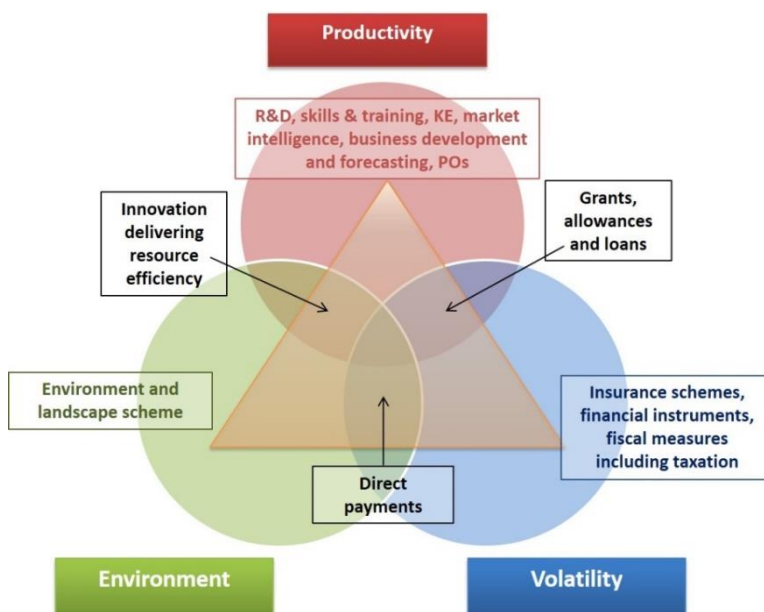 Productivity
R&D, skills & training, KE, market
intelligence, business development
and forecasting, POs
Innovation
delivering
resource
efficiency
Grants,
allowances
and loans
Environment and
landscape scheme
Insurance schemes,
financial instruments,
fiscal measures
including taxation
Direct
payments
Environment
Volatility